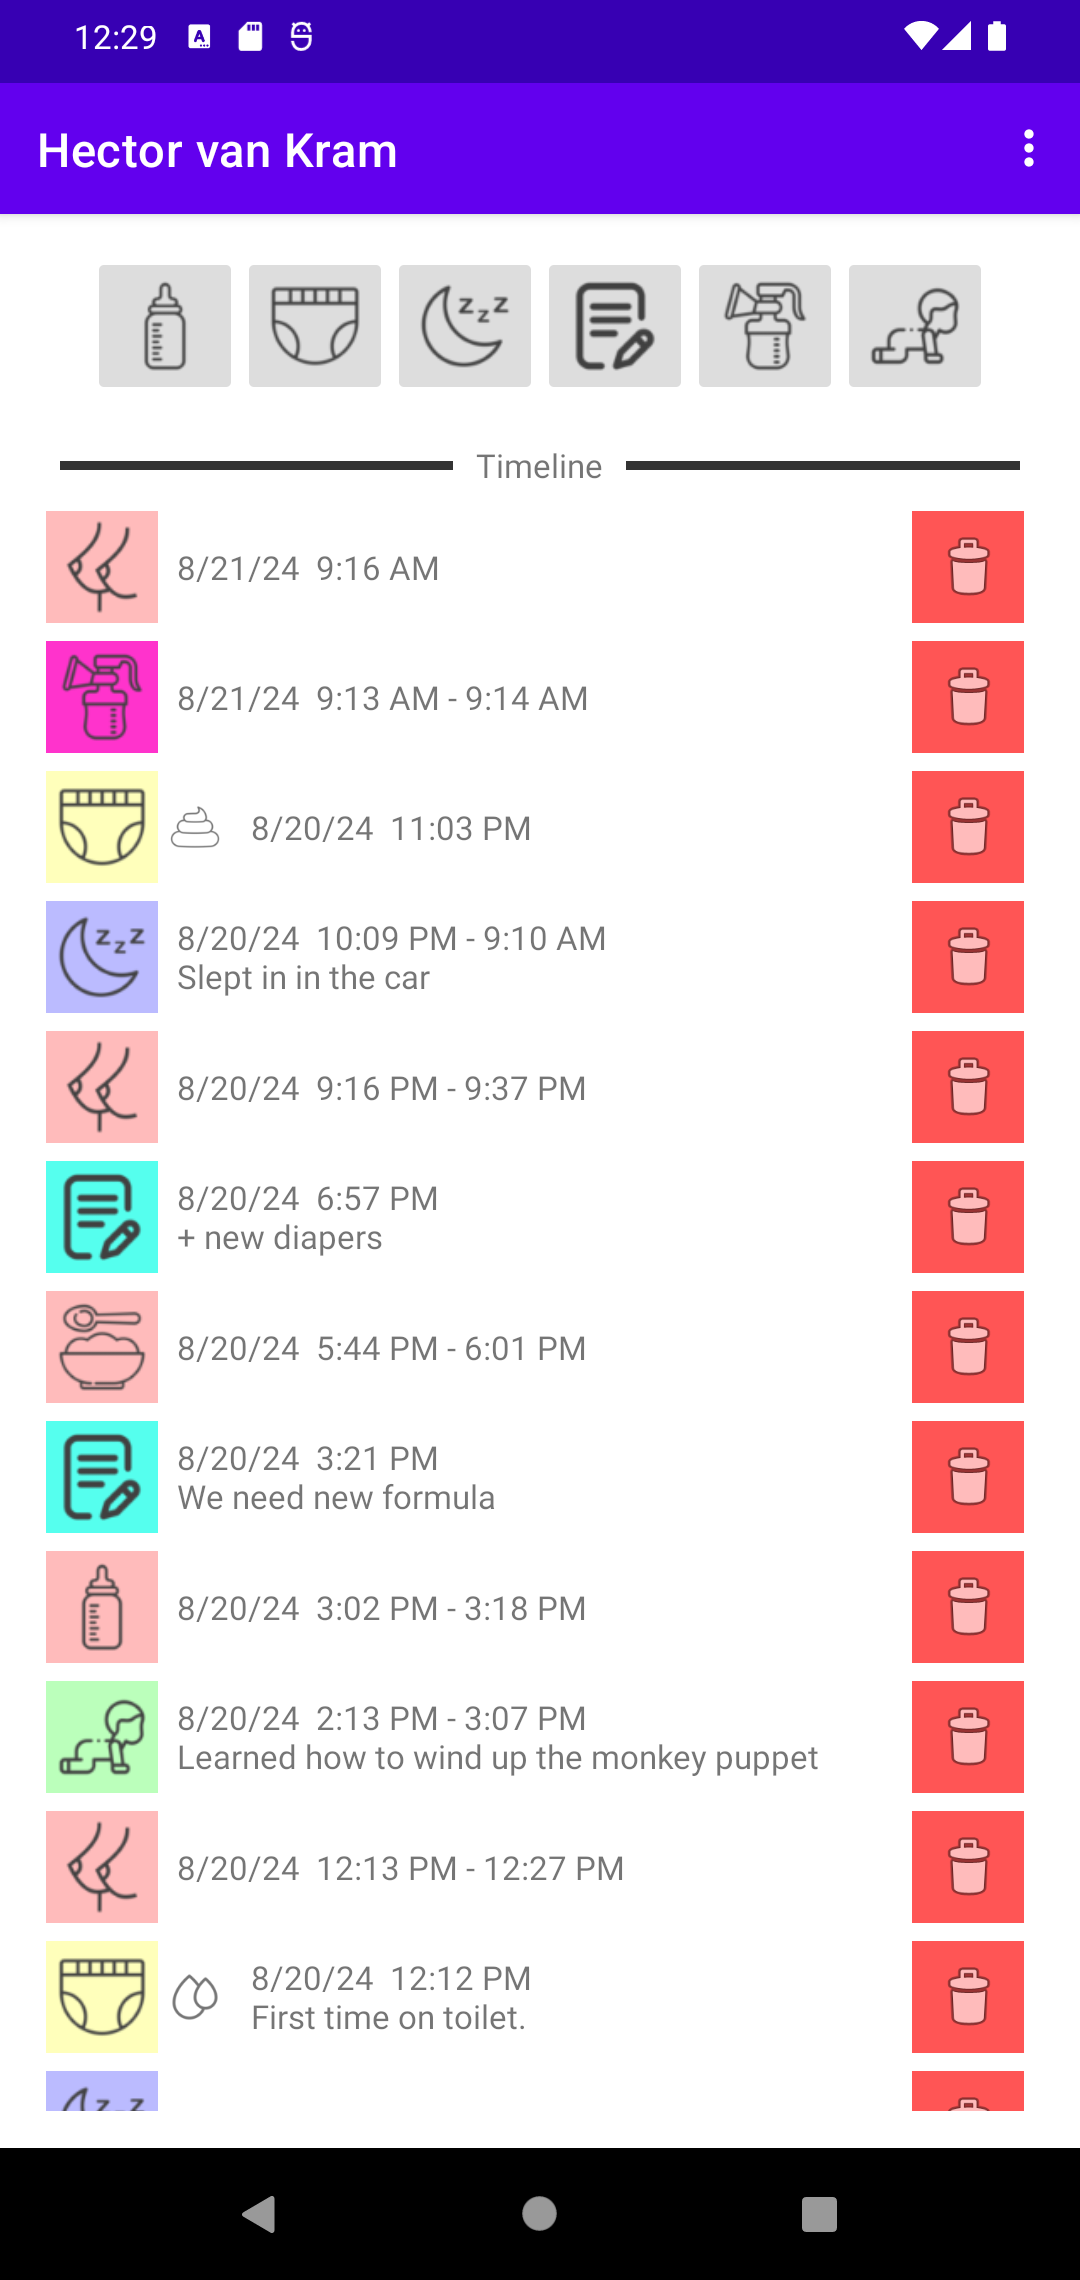 12:29
Hector van Kram
Timeline
8/21/24 9:16 AM
8/21/24 9:13 AM - 9:14 AM
8/20/24 11:03 PM
8/20/24 10:09 PM - 9:10 AM
Slept in in the car
8/20/24 9:16 PM - 9:37 PM
8/20/24 6:57 PM
+ new diapers
8/20/24 5:44 PM - 6:01 PM
8/20/24 3:21 PM
We need new formula
8/20/24 3:02 PM - 3:18 PM
8/20/24 2:13 PM - 3:07 PM
Learned how to wind up the monkey puppet
8/20/24 12:13 PM - 12:27 PM
8/20/24 12:12 PM
First time on toilet.